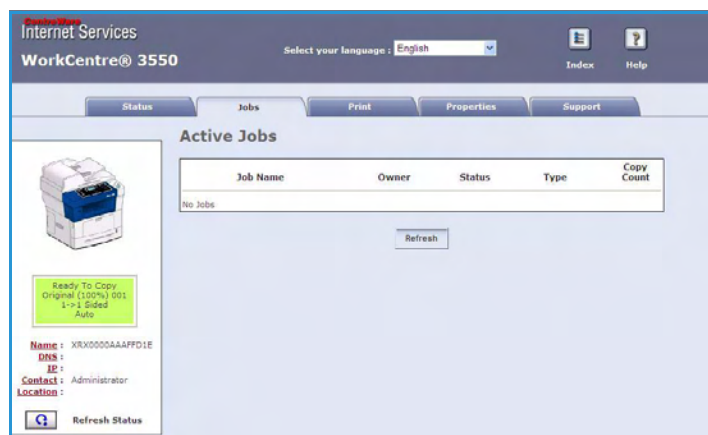 CentreWare
Internet Services
WorkCentre® 3550
Select your language : English
Index
Help
Status
Jobs
Print
Properties
Support
Active Jobs
Job Name Owner Status Type Copy Count
No Jobs
Refresh
Ready To Copy
Original (100%) 001
1->1 Sided
Auto
Name : XRX0000AAAFFD1E
DNS :
IP :
Contact : Administrator
Location :
Refresh Status